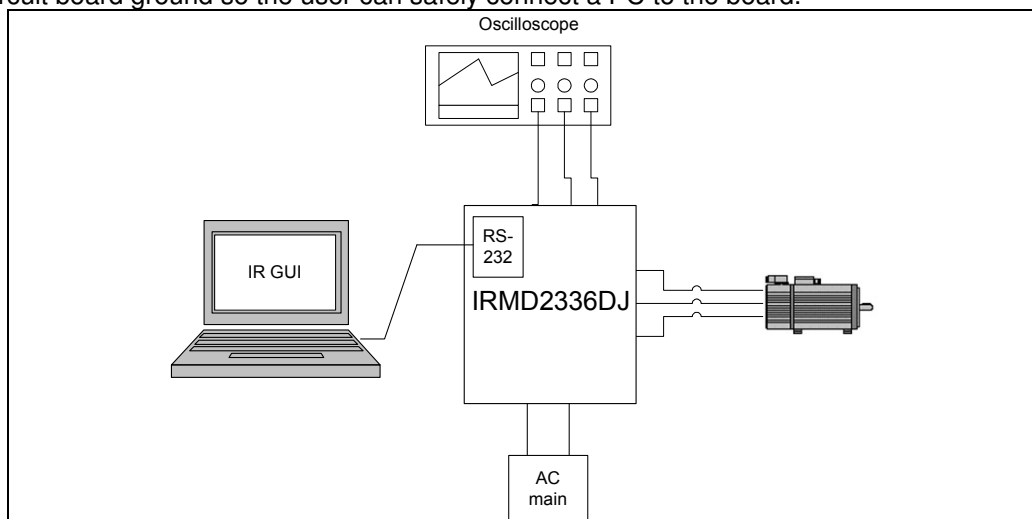 cuit board ground so the user can safely connect a PC to the board.
Oscilloscope
RS-
232
IR GUI
IRMD2336DJ
AC
main